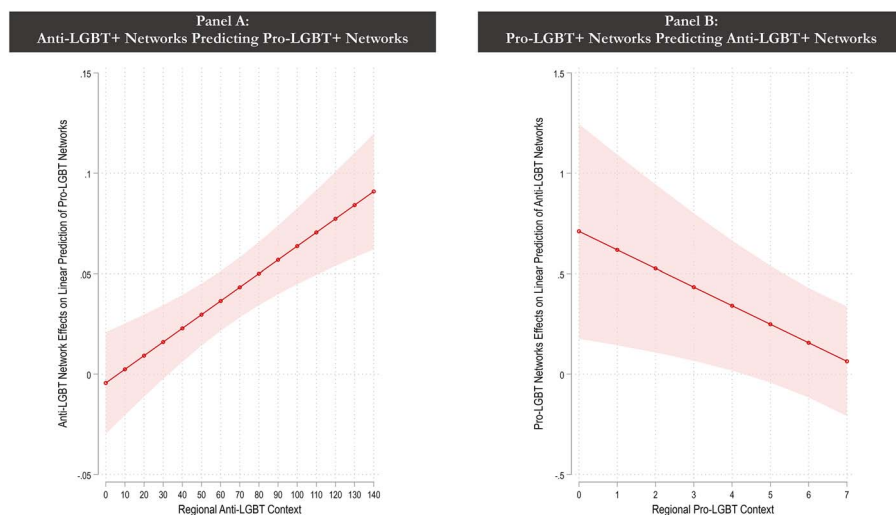 Panel A:
Anti-LGBT+ Networks Predicting Pro-LGBT+ Networks
Anti-LGBT Network Effects on Linear Prediction of Pro-LGBT Networks
.15
.1
.05
0
-.05
0 10 20 30 40 50 60 70 80 90 100 110 120 130 140
Regional Anti-LGBT Context
Panel B:
Pro-LGBT+ Networks Predicting Anti-LGBT+ Networks
Pro-LGBT Networks Effects on Linear Prediction of Anti-LGBT Networks
1.5
1
.5
0
-.5
0 1 2 3 4 5 6 7
Regional Pro-LGBT Context